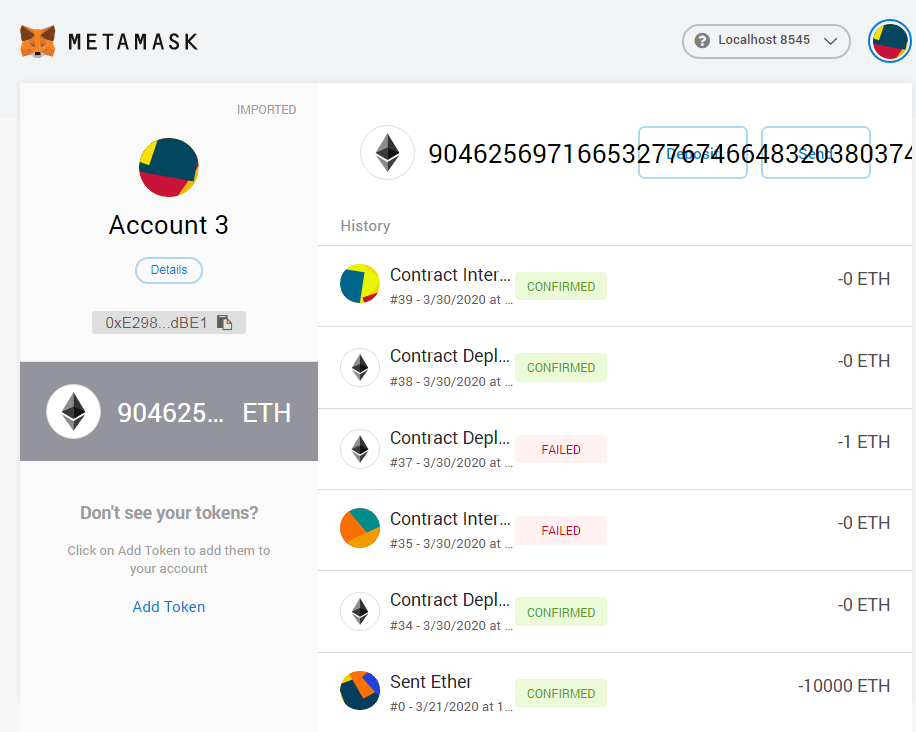 METAMASK
Localhost 8545
IMPORTED
Account 3
Details
0xE298...dBE1
904625... ETH
Don't see your tokens?
Click on Add Token to add them to
your account
Add Token
904625697166532776746648320380374
Deposit Send
History
Contract Inter... CONFIRMED -0 ETH
#39 - 3/30/2020 at ...
Contract Depl... CONFIRMED -0 ETH
#38 - 3/30/2020 at ...
Contract Depl... FAILED -1 ETH
#37 - 3/30/2020 at ...
Contract Inter... FAILED -0 ETH
#35 - 3/30/2020 at ...
Contract Depl... CONFIRMED -0 ETH
#34 - 3/30/2020 at ...
Sent Ether CONFIRMED -10000 ETH
#0 - 3/21/2020 at 1...